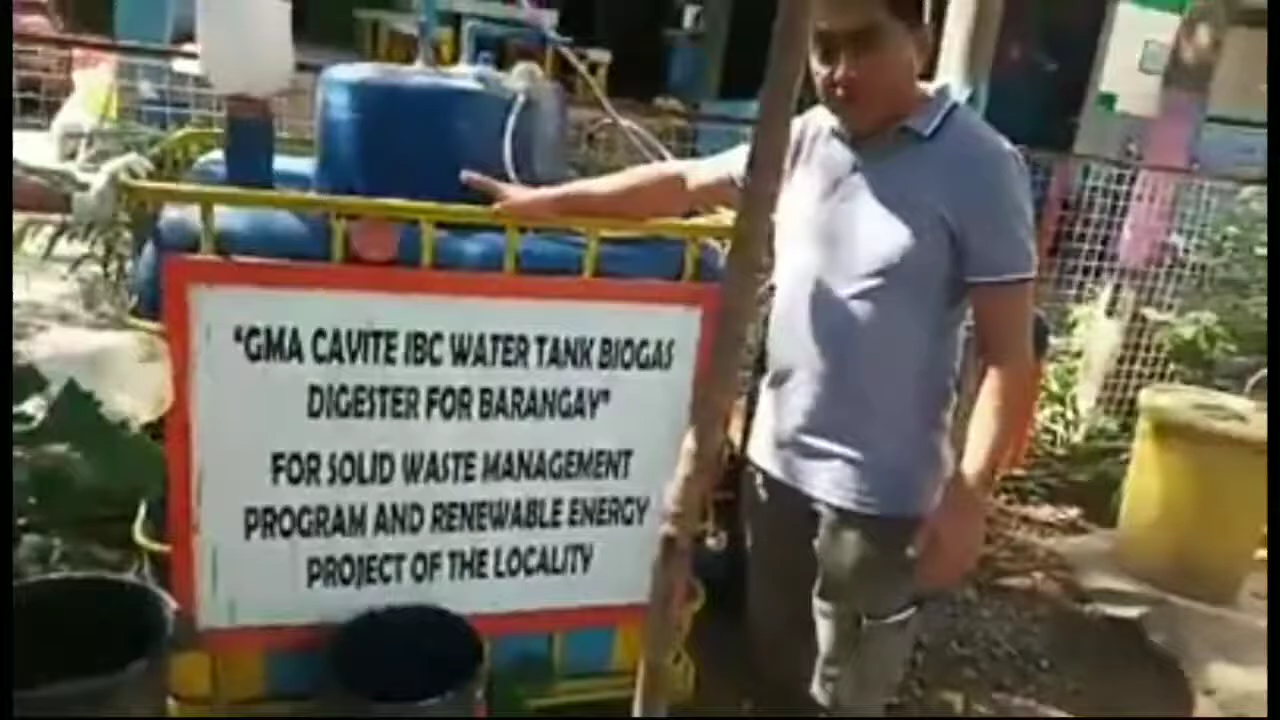 "GMA CAVITE IBC WATER TANK BIOGAS
DIGESTER FOR BARANGAY"
FOR SOLID WASTE MANAGEMENT
PROGRAM AND RENEWABLE ENERGY
PROJECT OF THE LOCALITY